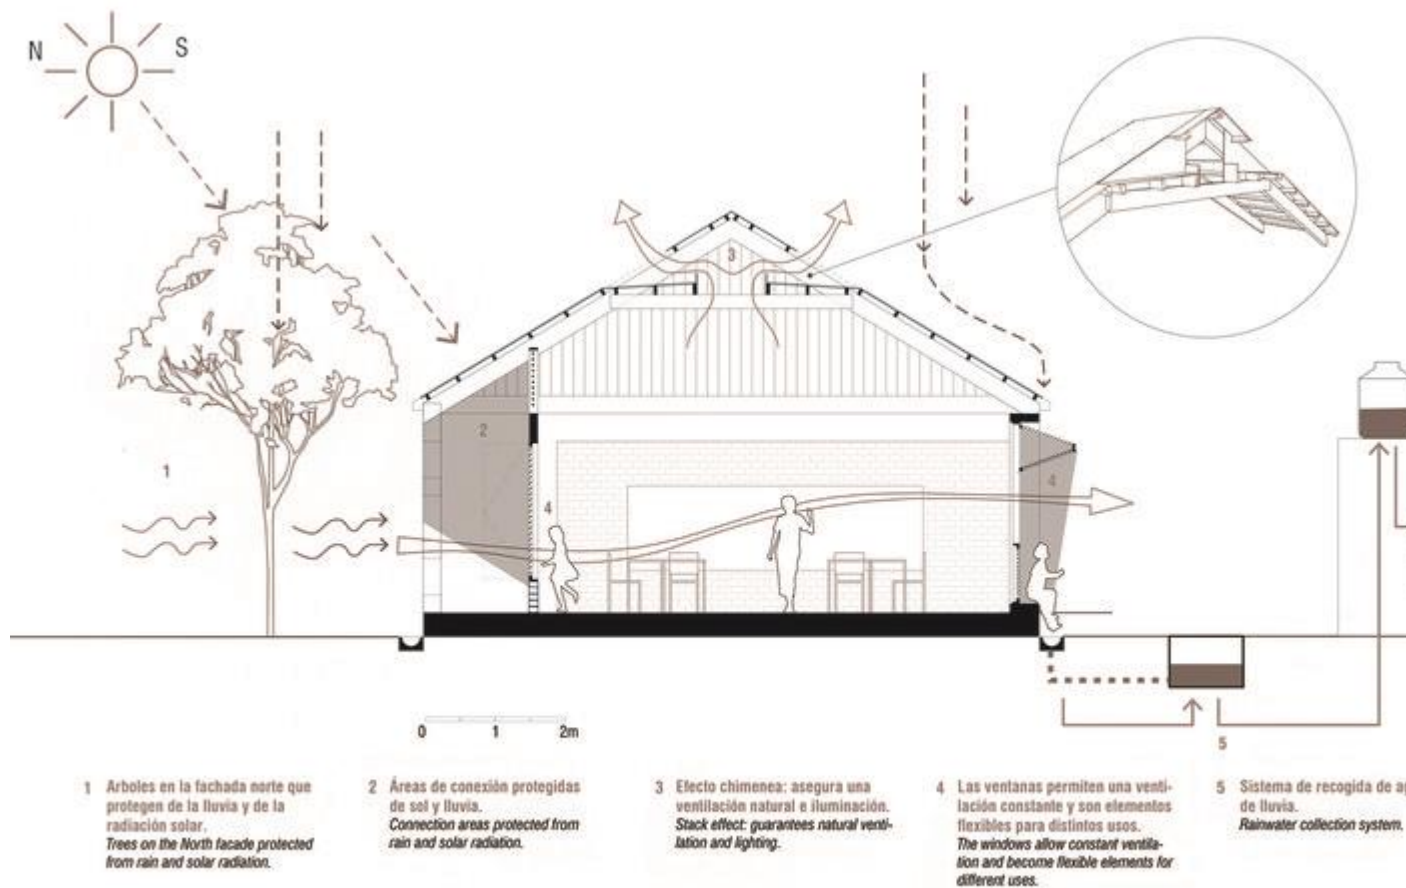 N
S
3
2
1
4
4
0 1 2m
5
1 Arboles en la fachada norte que
protegen de la lluvia y de la
radiación solar.
Trees on the North facade protected
from rain and solar radiation.
2 Áreas de conexión protegidas
de sol y lluvia.
Connection areas protected from
rain and solar radiation.
3 Efecto chimenea: asegura una
ventilación natural e iluminación.
Stack effect: guarantees natural venti-
lation and lighting.
4 Las ventanas permiten una venti-
lación constante y son elementos
flexibles para distintos usos.
The windows allow constant ventila-
tion and become flexible elements for
different uses.
5 Sistema de recogida de
de lluvia.
Rainwater collection system.